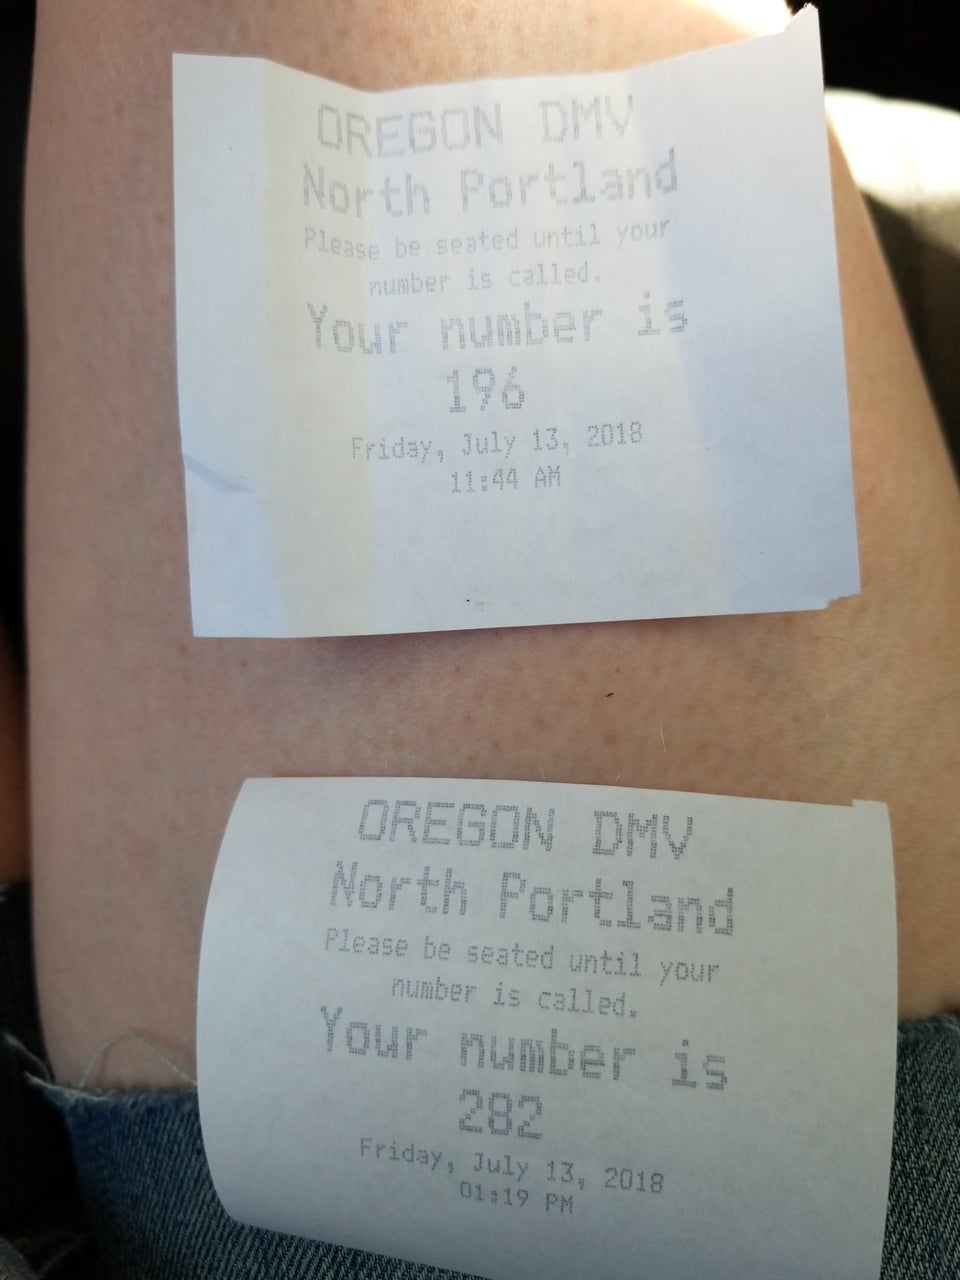 OREGON DMV
North Portland
Please be seated until your
number is called.
Your number is
196
Friday, July 13, 2018
11:44 AM
OREGON DMV
North Portland
Please be seated until your
number is called.
Your number is
282
Friday, July 13, 2018
01:19 PM